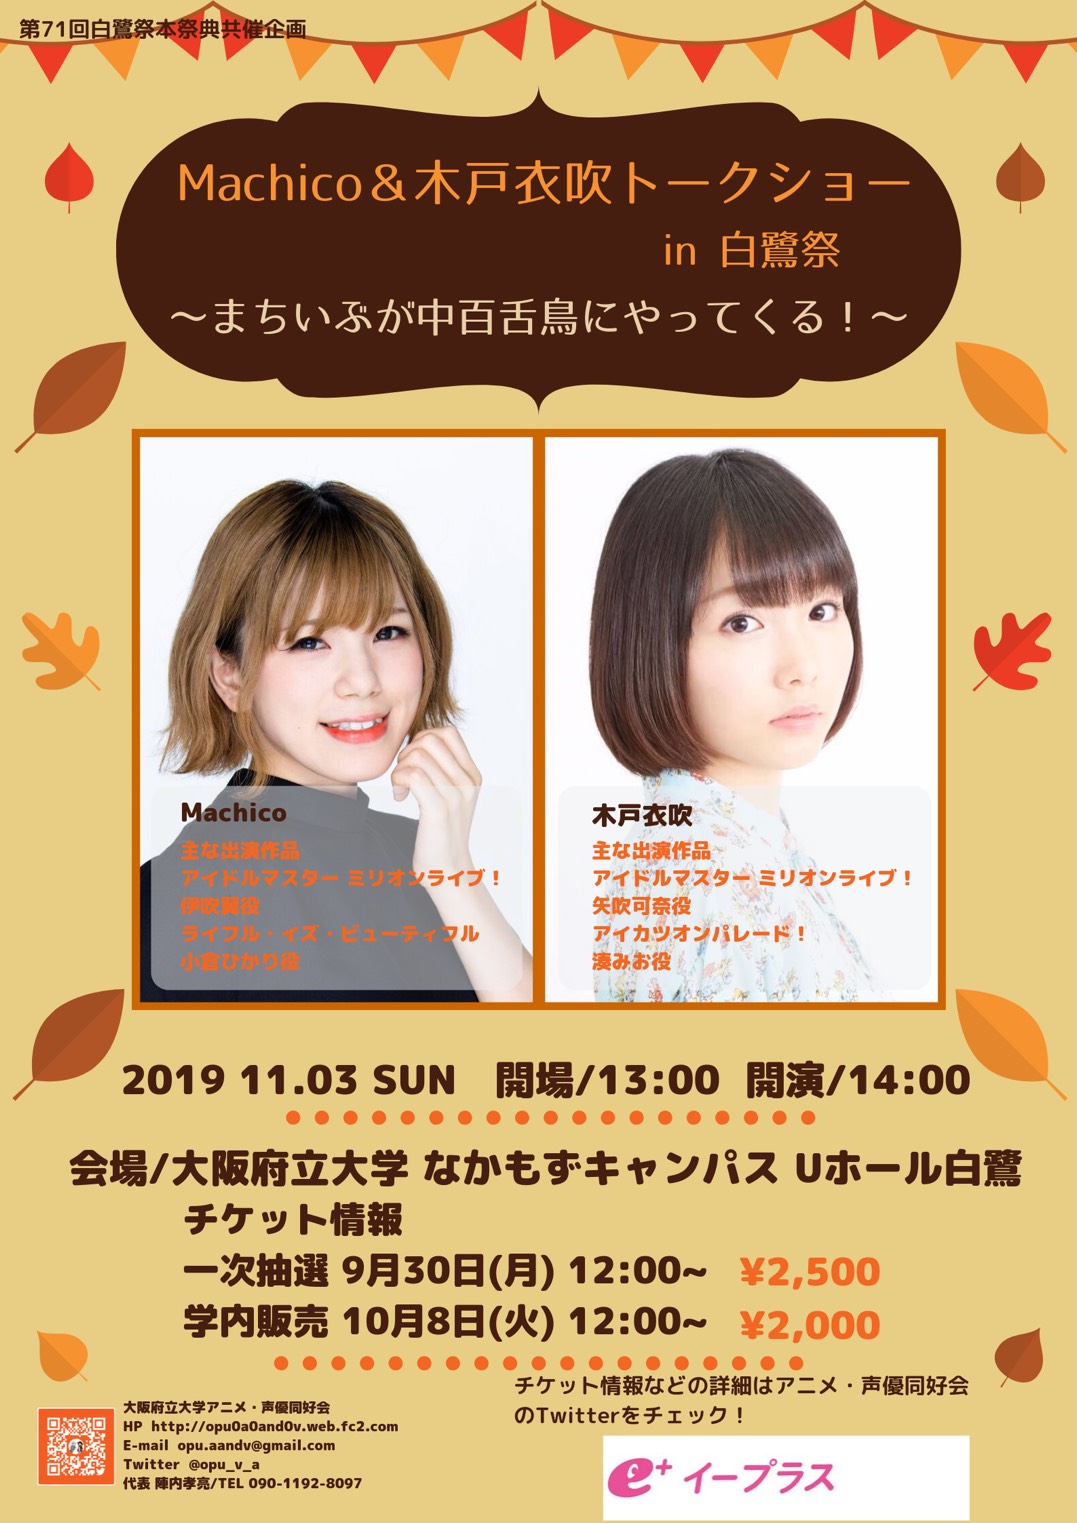 第71回白鷺祭本祭典共催企画
Machico＆木戸衣吹トークショー
in 白鷺祭
～まちいぶが中百舌鳥にやってくる！～
Machico
主な出演作品
アイドルマスター ミリオンライブ！
伊吹翼役
ライフル・イズ・ビューティフル
小倉ひかり役
木戸衣吹
主な出演作品
アイドルマスター ミリオンライブ！
矢吹可奈役
アイカツオンパレード！
湊みお役
2019 11.03 SUN 開場/13:00 開演/14:00
会場/大阪府立大学 なかもずキャンパス Uホール白鷺
チケット情報
一次抽選 9月30日(月) 12:00~ ¥2,500
学内販売 10月8日(火) 12:00~ ¥2,000
チケット情報などの詳細はアニメ・声優同好会
のTwitterをチェック！
大阪府立大学アニメ・声優同好会
HP http://opu0a0and0v.web.fc2.com
E-mail opu.aandv@gmail.com
Twitter @opu_v_a
代表 陣内孝亮/TEL 090-1192-8097
e+ イープラス